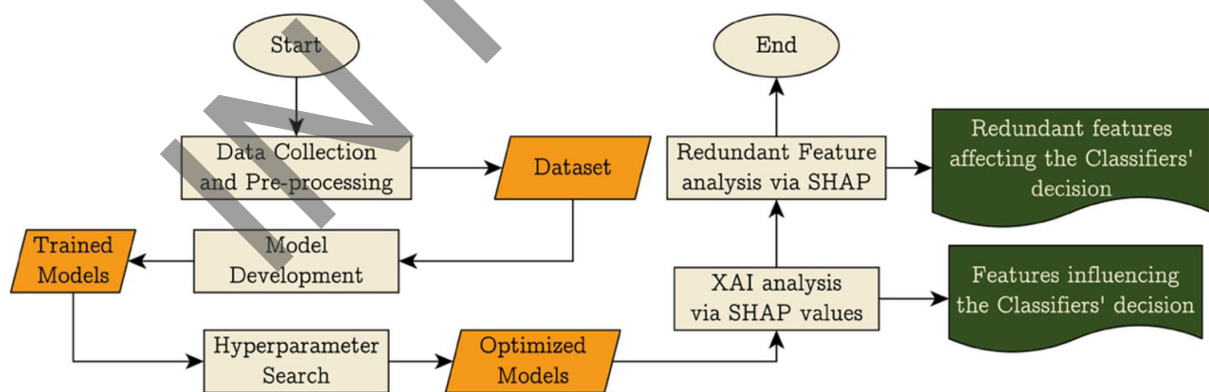 Start
Data Collection
and Pre-processing
Dataset
Model
Development
Trained
Models
Hyperparameter
Search
Optimized
Models
XAI analysis
via SHAP values
Features influencing
the Classifiers' decision
Redundant Feature
analysis via SHAP
Redundant features
affecting the Classifiers'
decision
End